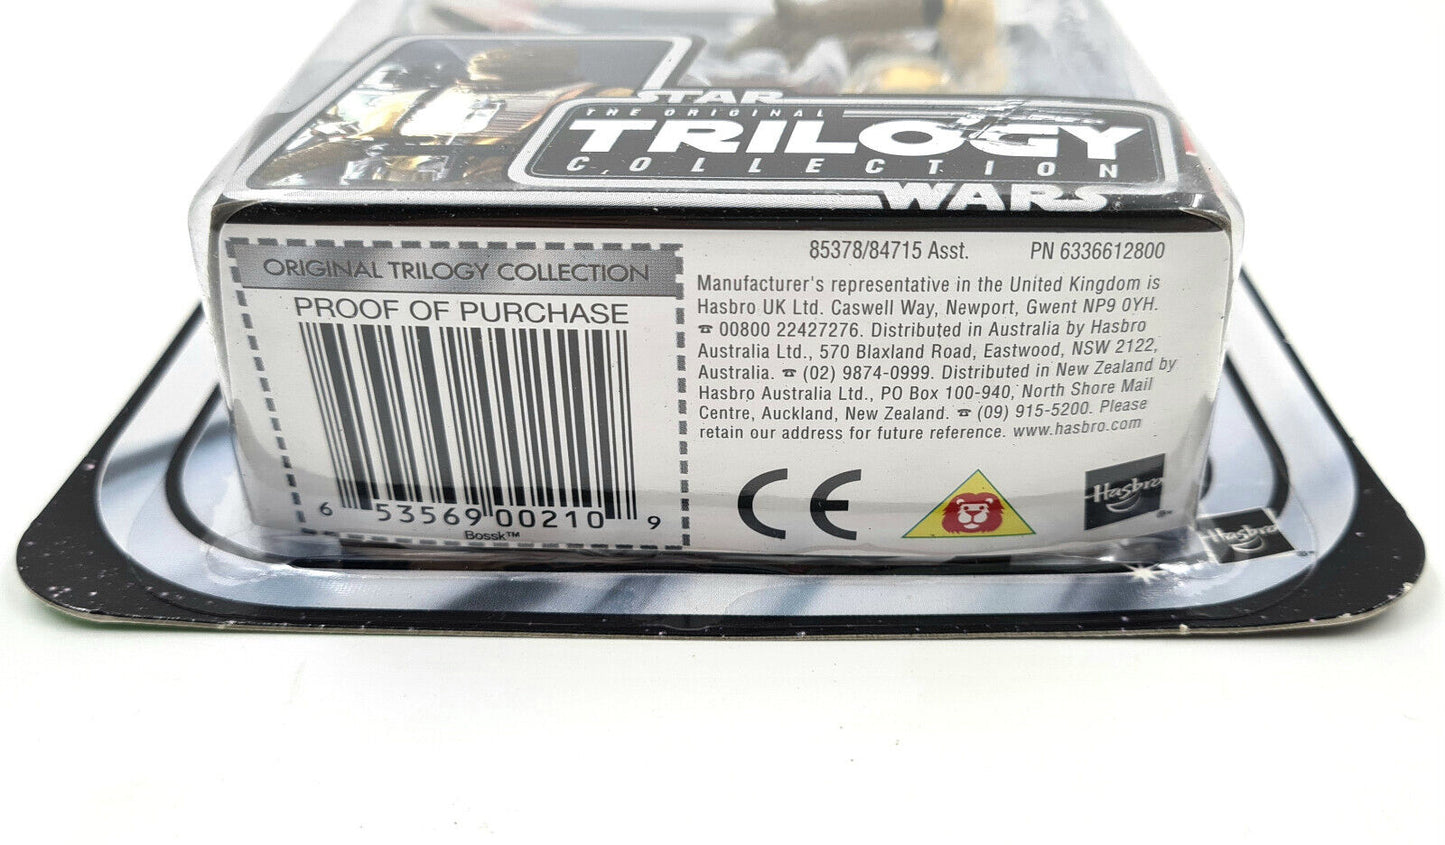 STAR
THE ORIGINAL
TRILOGY
COLLECTION
WARS
ORIGINAL TRILOGY COLLECTION
PROOF OF PURCHASE
6 53569 00210 9
Bossk™
85378/84715 Asst. PN 6336612800
Manufacturer's representative in the United Kingdom is
Hasbro UK Ltd. Caswell Way, Newport, Gwent NP9 0YH.
☎ 00800 22427276. Distributed in Australia by Hasbro
Australia Ltd., 570 Blaxland Road, Eastwood, NSW 2122,
Australia. ☎ (02) 9874-0999. Distributed in New Zealand by
Hasbro Australia Ltd., PO Box 100-940, North Shore Mail
Centre, Auckland, New Zealand. ☎ (09) 915-5200. Please
retain our address for future reference. www.hasbro.com
CE
Hasbro
Hasbro